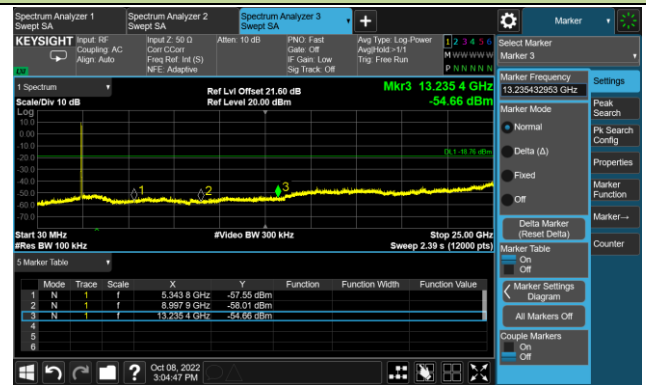 Spectrum Analyzer 1
Swept SA
Spectrum Analyzer 2
Swept SA
Spectrum Analyzer 3
Swept SA
Marker
KEYSIGHT
Input: RF
Coupling: AC
Align: Auto
Input Z: 50 Ω
Corr CCorr
Freq Ref: Int (S)
NFE: Adaptive
Atten: 10 dB
PNO: Fast
Gate: Off
IF Gain: Low
Sig Track: Off
Avg Type: Log-Power
Avg|Hold:>1/1
Trig: Free Run
1 2 3 4 5 6
M W W W W W
P N N N N N
Select Marker
Marker 3
1 Spectrum
Ref Lvl Offset 21.60 dB
Mkr3 13.235 4 GHz
Scale/Div 10 dB
Ref Level 20.00 dBm
-54.66 dBm
Log
10.0
0.00
-10.0
-20.0
-30.0
-40.0
-50.0
-60.0
-70.0
DL1 -18.76 dBm
1
2
3
Start 30 MHz
#Video BW 300 kHz
Stop 25.00 GHz
#Res BW 100 kHz
Sweep 2.39 s (12000 pts)
5 Marker Table
Mode Trace Scale X Y Function Function Width Function Value
1 N 1 f 5.343 8 GHz -57.55 dBm
2 N 1 f 8.997 9 GHz -58.01 dBm
3 N 1 f 13.235 4 GHz -54.66 dBm
4
5
6
Oct 08, 2022
3:04:47 PM
Marker Frequency
13.235432953 GHz
Marker Mode
Normal
Delta (Δ)
Fixed
Off
Delta Marker
(Reset Delta)
Marker Table
On
Off
Marker Settings
Diagram
All Markers Off
Couple Markers
On
Off
Settings
Peak
Search
Pk Search
Config
Properties
Marker
Function
Marker→
Counter